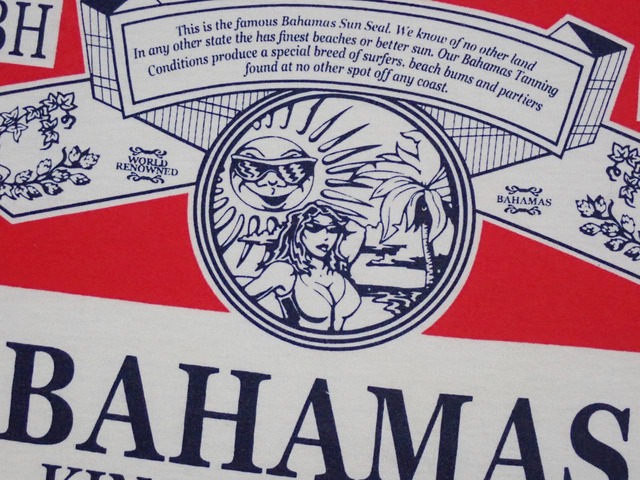 BH
This is the famous Bahamas Sun Seal. We know of no other land
In any other state the has finest beaches or better sun. Our Bahamas Tanning
Conditions produce a special breed of surfers. beach bums and partiers
found at no other spot off any coast.
WORLD
RENOWNED
BAHAMAS
BAHAMAS